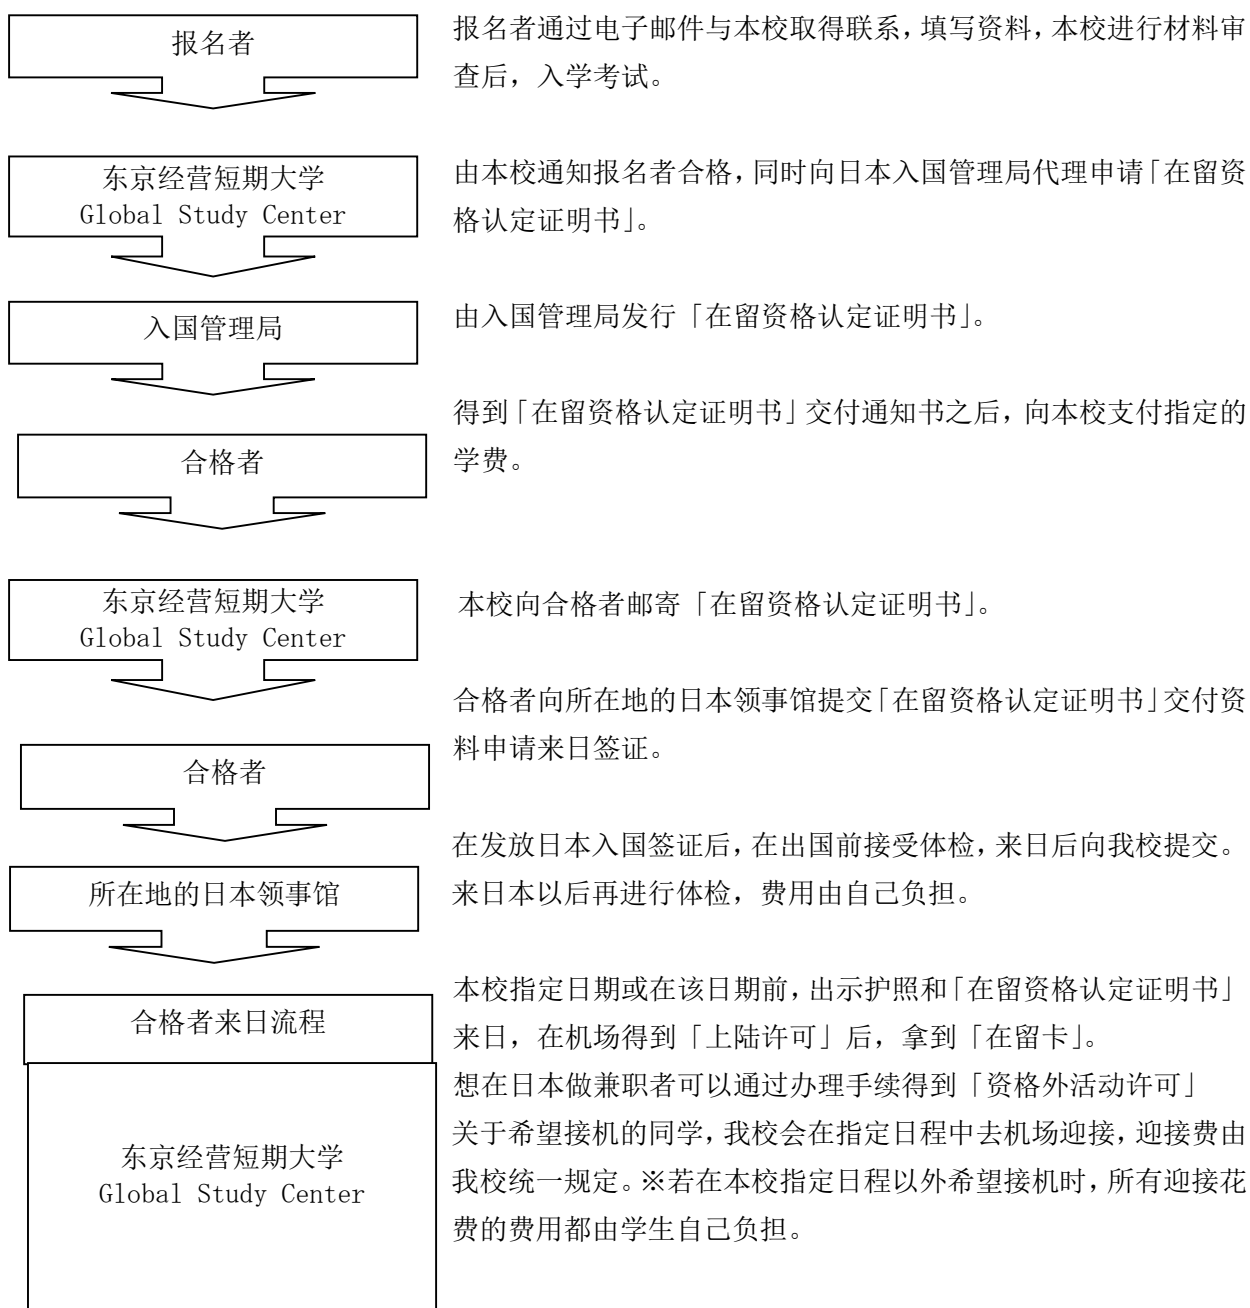 报名者
报名者通过电子邮件与本校取得联系，填写资料，本校进行材料审
查后，入学考试。
东京经营短期大学
Global Study Center
由本校通知报名者合格，同时向日本入国管理局代理申请「在留资
格认定证明书」。
入国管理局
由入国管理局发行「在留资格认定证明书」。
合格者
得到「在留资格认定证明书」交付通知书之后，向本校支付指定的
学费。
东京经营短期大学
Global Study Center
本校向合格者邮寄「在留资格认定证明书」。
合格者
合格者向所在地的日本领事馆提交「在留资格认定证明书」交付资
料申请来日签证。
所在地的日本领事馆
在发放日本入国签证后，在出国前接受体检，来日后向我校提交。
来日本以后再进行体检，费用由自己负担。
合格者来日流程
东京经营短期大学
Global Study Center
本校指定日期或在该日期前，出示护照和「在留资格认定证明书」
来日，在机场得到「上陆许可」后，拿到「在留卡」。
想在日本做兼职者可以通过办理手续得到「资格外活动许可」
关于希望接机的同学，我校会在指定日程中去机场迎接，迎接费由
我校统一规定。※若在本校指定日程以外希望接机时，所有迎接花
费的费用都由学生自己负担。